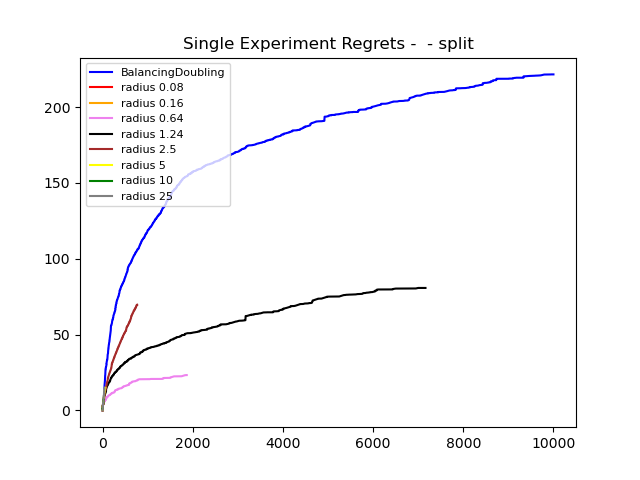 Single Experiment Regrets -  - split
BalancingDoubling
radius 0.08
radius 0.16
radius 0.64
radius 1.24
radius 2.5
radius 5
radius 10
radius 25
200
150
100
50
0
0 2000 4000 6000 8000 10000